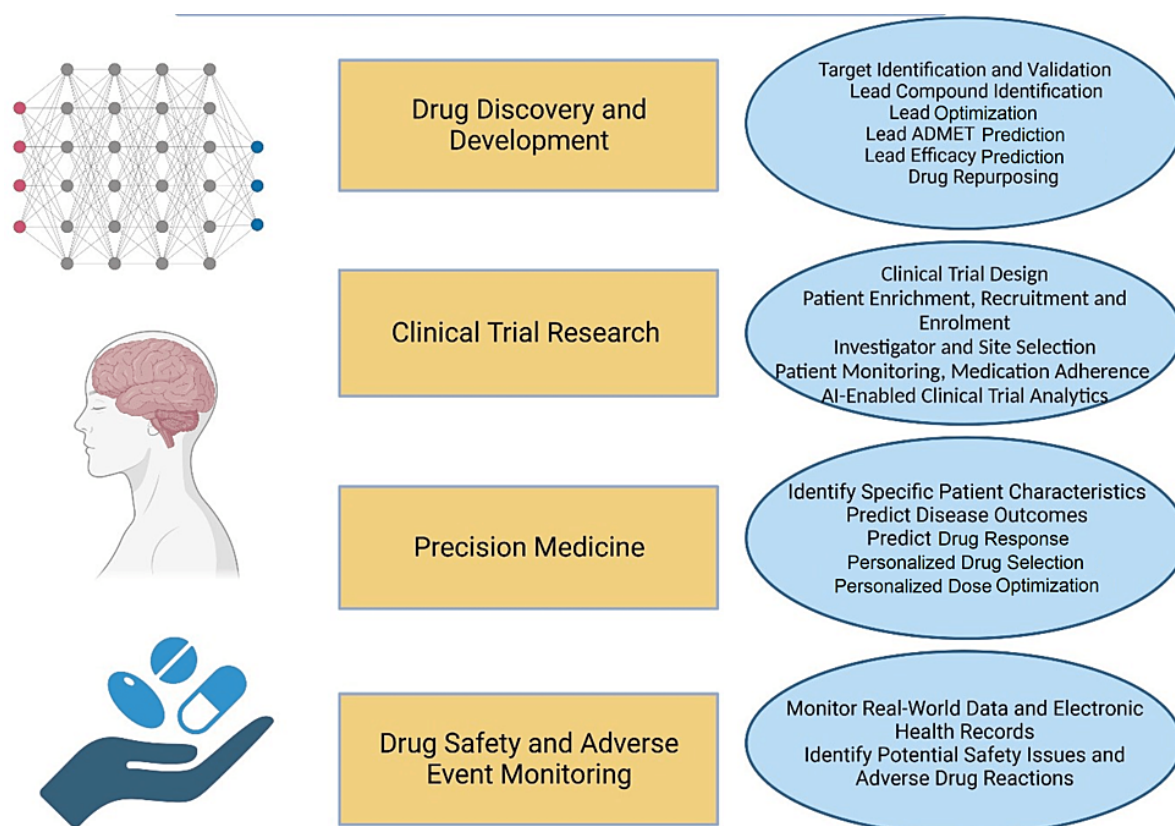 Drug Discovery and
Development
Target Identification and Validation
Lead Compound Identification
Lead Optimization
Lead ADMET Prediction
Lead Efficacy Prediction
Drug Repurposing
Clinical Trial Research
Clinical Trial Design
Patient Enrichment, Recruitment and
Enrolment
Investigator and Site Selection
Patient Monitoring, Medication Adherence
AI-Enabled Clinical Trial Analytics
Precision Medicine
Identify Specific Patient Characteristics
Predict Disease Outcomes
Predict Drug Response
Personalized Drug Selection
Personalized Dose Optimization
Drug Safety and Adverse
Event Monitoring
Monitor Real-World Data and Electronic
Health Records
Identify Potential Safety Issues and
Adverse Drug Reactions